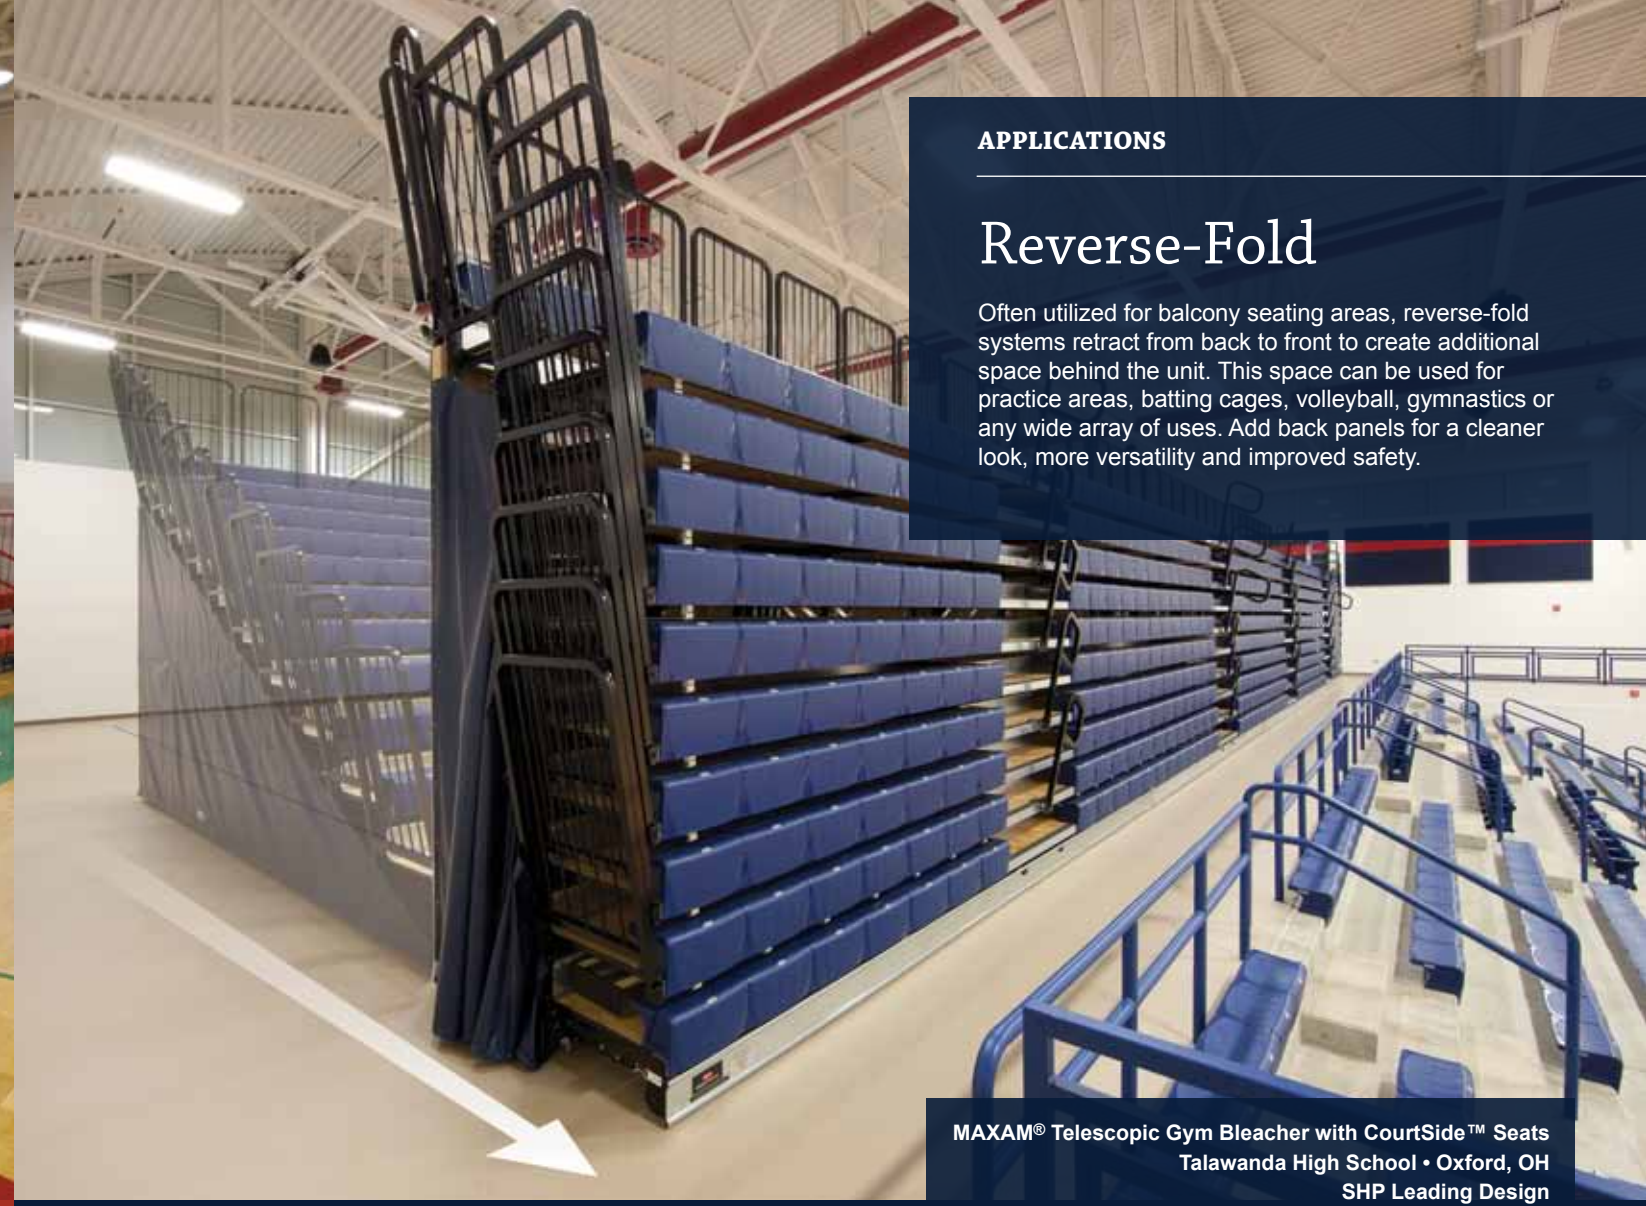 APPLICATIONS
Reverse-Fold
Often utilized for balcony seating areas, reverse-fold
systems retract from back to front to create additional
space behind the unit. This space can be used for
practice areas, batting cages, volleyball, gymnastics or
any wide array of uses. Add back panels for a cleaner
look, more versatility and improved safety.
MAXAM® Telescopic Gym Bleacher with CourtSide™ Seats
Talawanda High School • Oxford, OH
SHP Leading Design